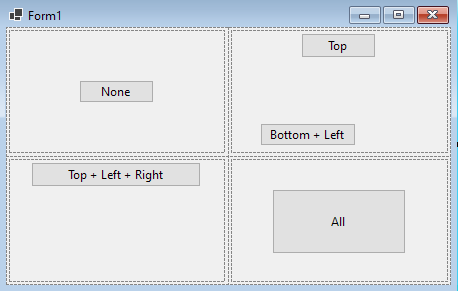 Form1
None
Top
Bottom + Left
Top + Left + Right
All